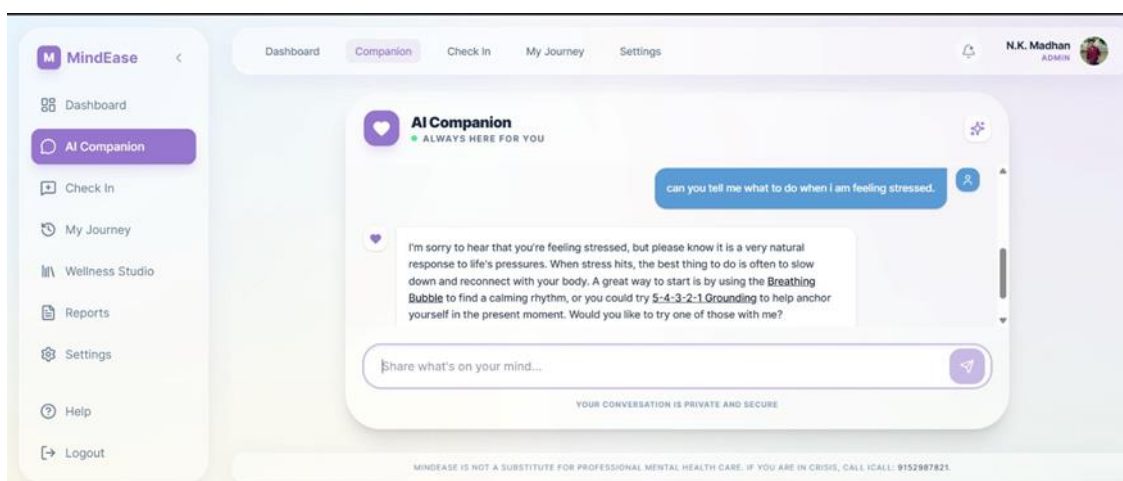 M MindEase
Dashboard
AI Companion
Check In
My Journey
Wellness Studio
Reports
Settings
Help
Logout
Dashboard Companion Check In My Journey Settings
N.K. Madhan
ADMIN
AI Companion
ALWAYS HERE FOR YOU
can you tell me what to do when i am feeling stressed.
I'm sorry to hear that you're feeling stressed, but please know it is a very natural
response to life's pressures. When stress hits, the best thing to do is often to slow
down and reconnect with your body. A great way to start is by using the Breathing
Bubble to find a calming rhythm, or you could try 5-4-3-2-1 Grounding to help anchor
yourself in the present moment. Would you like to try one of those with me?
Share what's on your mind...
YOUR CONVERSATION IS PRIVATE AND SECURE
MINDEASE IS NOT A SUBSTITUTE FOR PROFESSIONAL MENTAL HEALTH CARE. IF YOU ARE IN CRISIS, CALL ICALL: 9152987821.